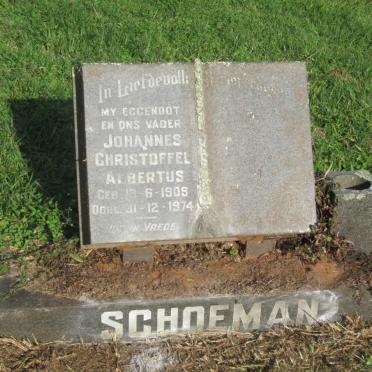 In Liefdevolle
MY EGGENOOT
EN ONS VADER
JOHANNES
CHRISTOFFEL
ALBERTUS
GEB 13-6-1909
OORL 31-12-1974
RUS IN VREDE
SCHOEMAN